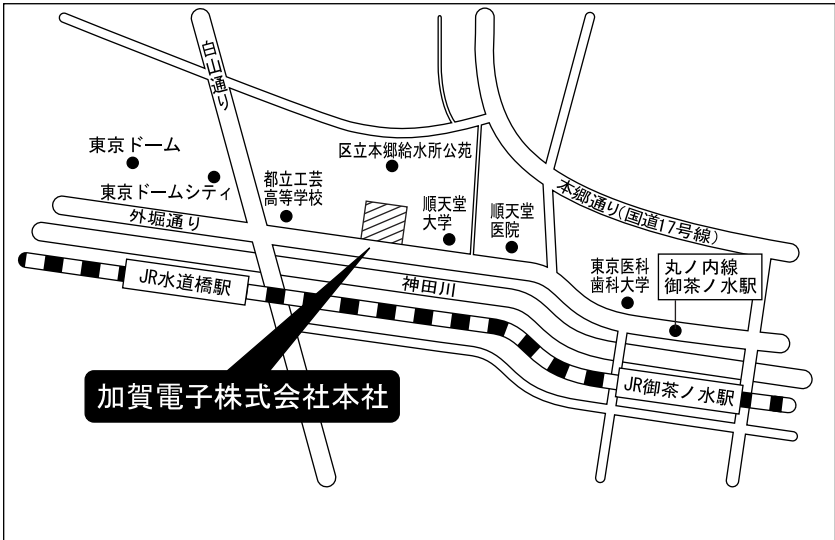 白山通り
東京ドーム
東京ドームシティ
外堀通り
都立工芸
高等学校
区立本郷給水所公苑
順天堂
大学
順天堂
医院
本郷通り(国道17号線)
東京医科
歯科大学
丸ノ内線
御茶ノ水駅
JR水道橋駅
神田川
JR御茶ノ水駅
加賀電子株式会社本社